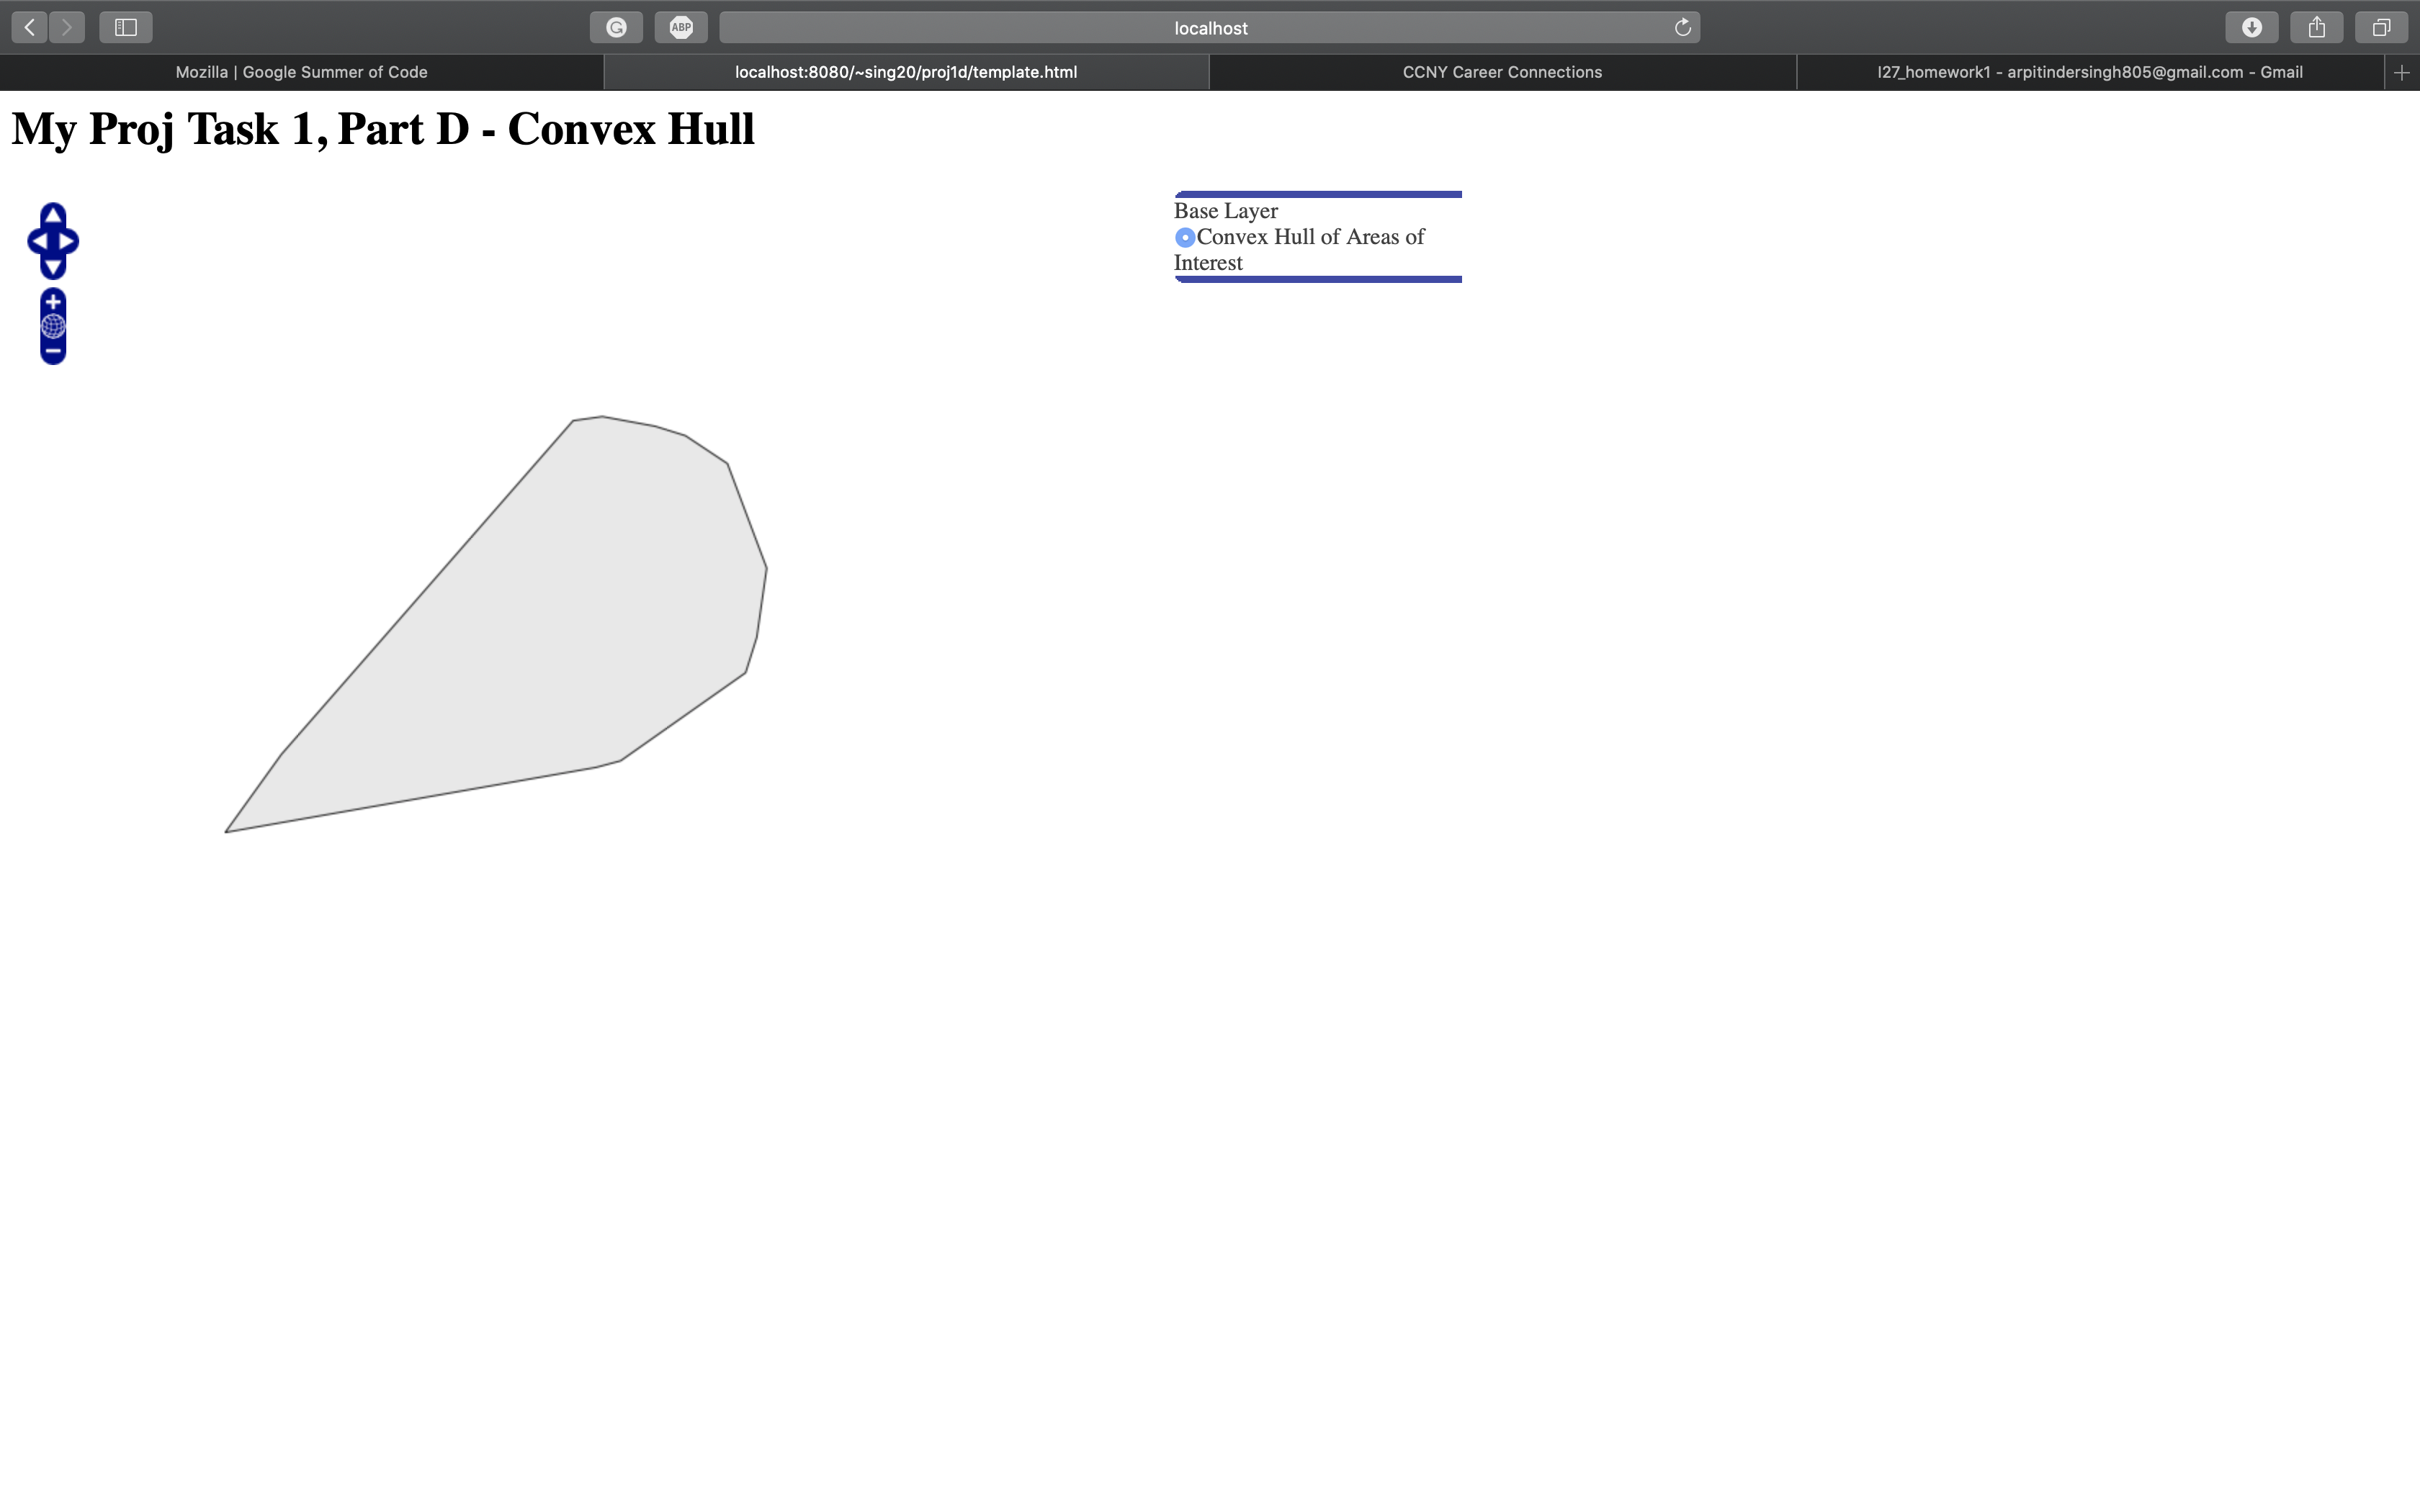 ABP
localhost
Mozilla | Google Summer of Code
localhost:8080/~sing20/proj1d/template.html
CCNY Career Connections
I27_homework1 - arpitindersingh805@gmail.com - Gmail
My Proj Task 1, Part D - Convex Hull
Base Layer
Convex Hull of Areas of
Interest